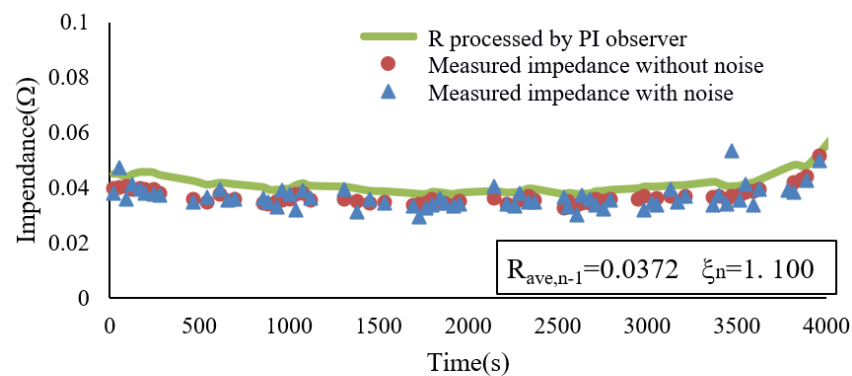 0.1
R processed by PI observer
Measured impedance without noise
0.08
Measured impedance with noise
0.06
Impendance(Ω)
0.04
0.02
R_ave,n-1=0.0372 ξn=1. 100
0
0 500 1000 1500 2000 2500 3000 3500 4000
Time(s)